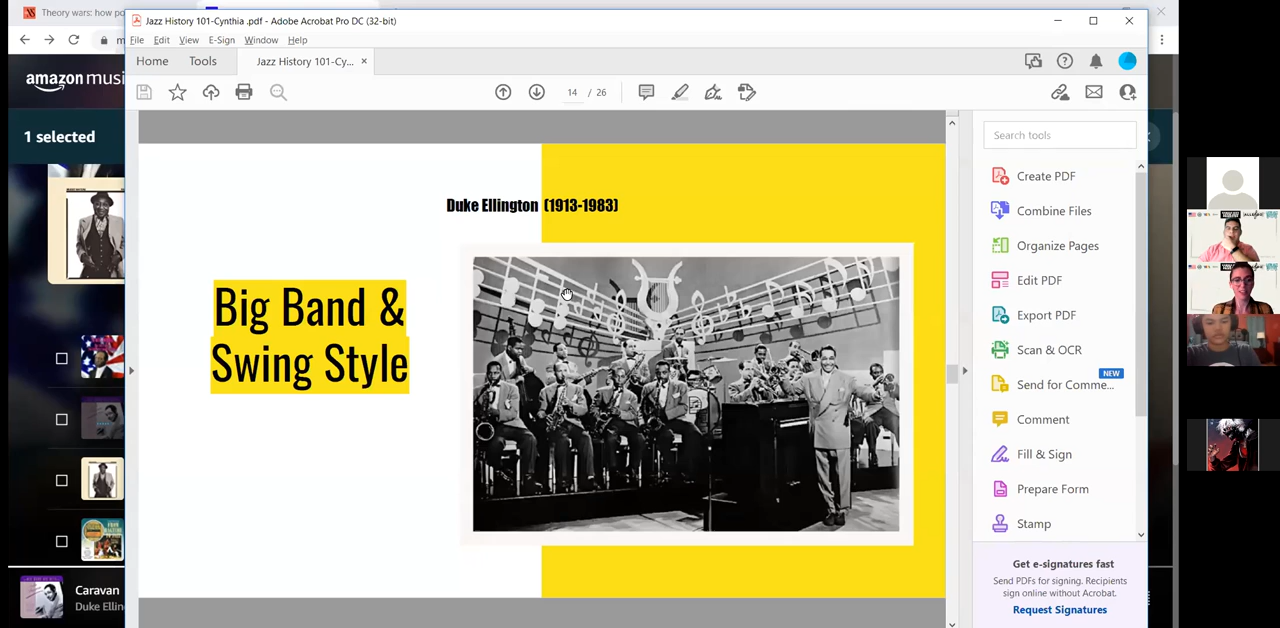 Theory wars: how po
Jazz History 101-Cynthia .pdf - Adobe Acrobat Pro DC (32-bit)
File Edit View E-Sign Window Help
Home Tools Jazz History 101-Cy... ×
14 / 26
amazon musi
1 selected
Search tools
Create PDF
Combine Files
Organize Pages
Edit PDF
Export PDF
Scan & OCR
NEW
Send for Comme...
Comment
Fill & Sign
Prepare Form
Stamp
Get e-signatures fast
Send PDFs for signing. Recipients
sign online without Acrobat.
Request Signatures
Duke Ellington (1913-1983)
Big Band &
Swing Style
Caravan
Duke Ellin